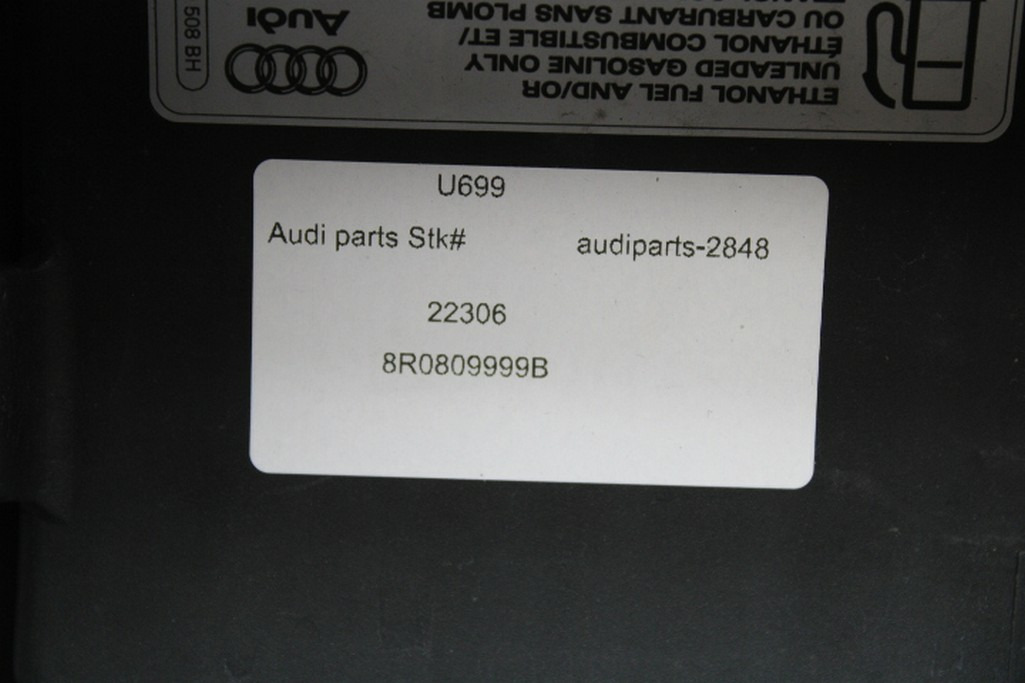 U699
Audi parts Stk# audiparts-2848
22306
8R0809999B
ETHANOL FUEL AND/OR
UNLEADED GASOLINE ONLY
ÉTHANOL COMBUSTIBLE ET/
OU CARBURANT SANS PLOMB
Audi
508 BH